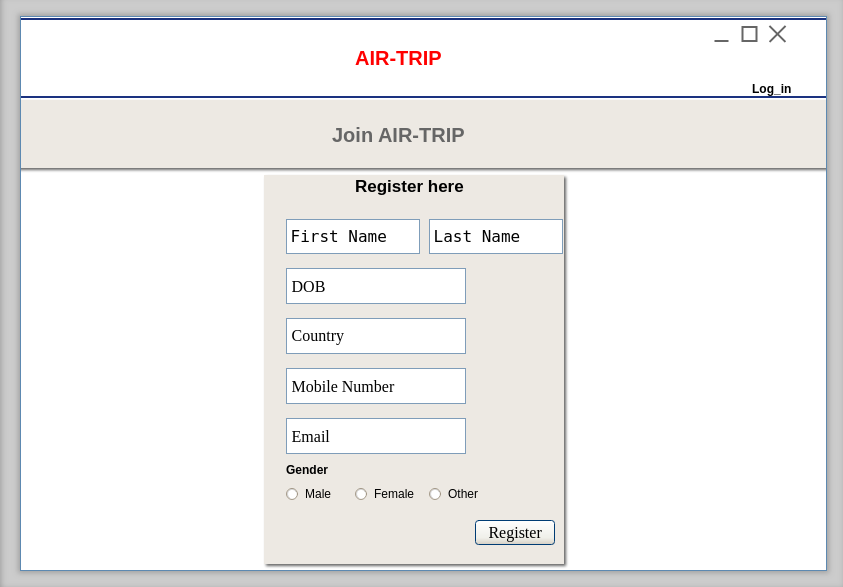 AIR-TRIP
Log_in
Join AIR-TRIP
Register here
First Name Last Name
DOB
Country
Mobile Number
Email
Gender
Male Female Other
Register